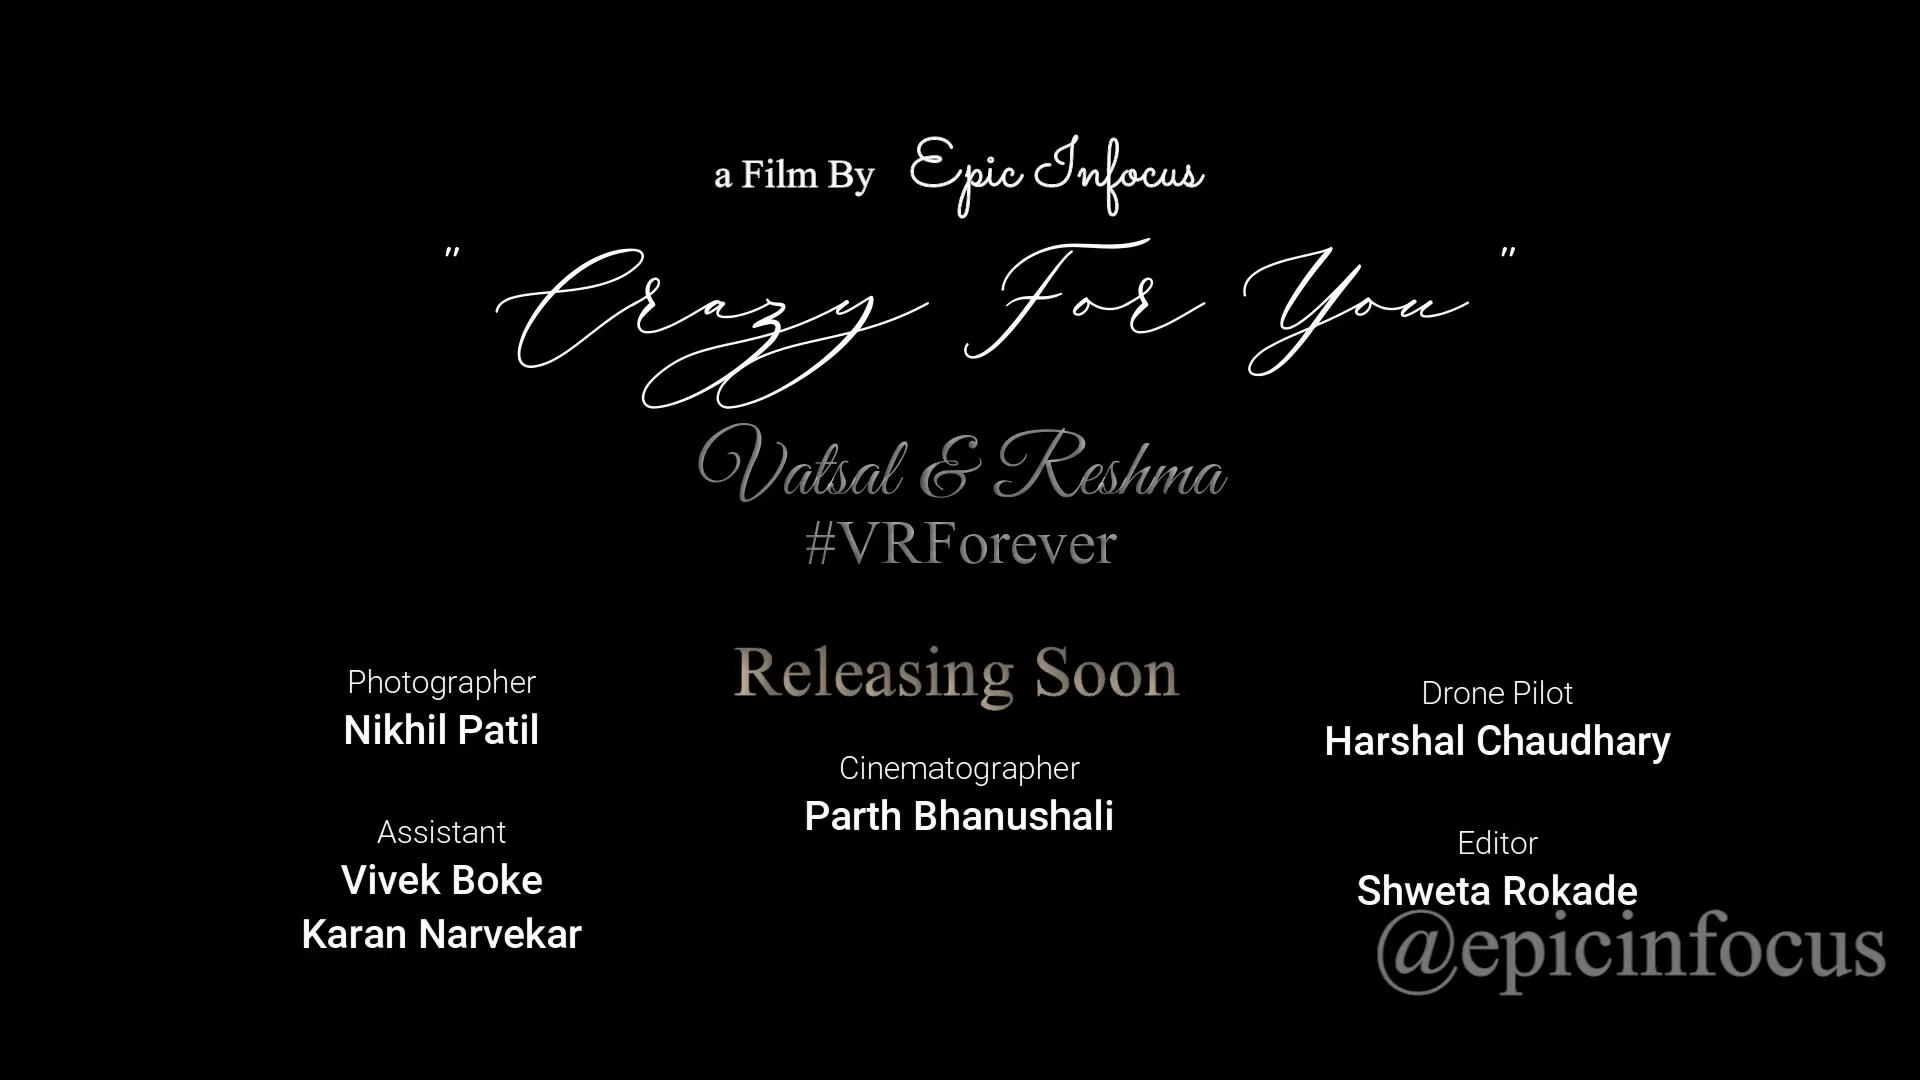 a Film By Epic Infocus
" Crazy For You "
Vatsal & Reshma
#VRForever
Releasing Soon
Photographer
Nikhil Patil
Assistant
Vivek Boke
Karan Narvekar
Cinematographer
Parth Bhanushali
Drone Pilot
Harshal Chaudhary
Editor
Shweta Rokade
@epicinfocus